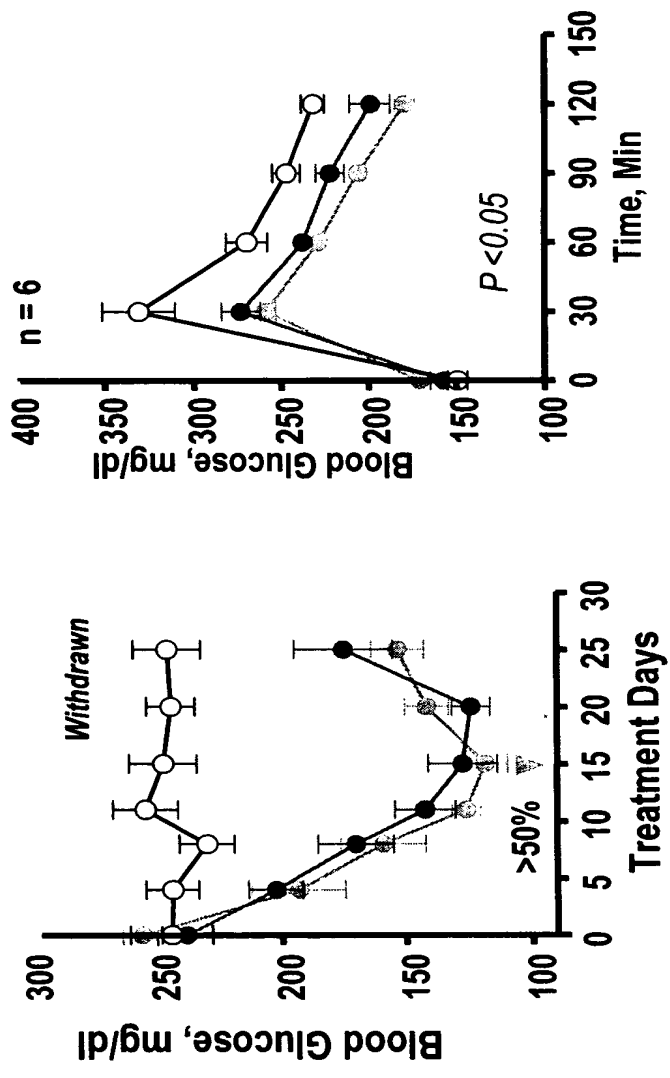 Blood Glucose, mg/dl
300
250
200
150
100
Withdrawn
>50%
0 5 10 15 20 25 30
Treatment Days
Blood Glucose, mg/dl
400
350
300
250
200
150
100
n = 6
P <0.05
0 30 60 90 120 150
Time, Min